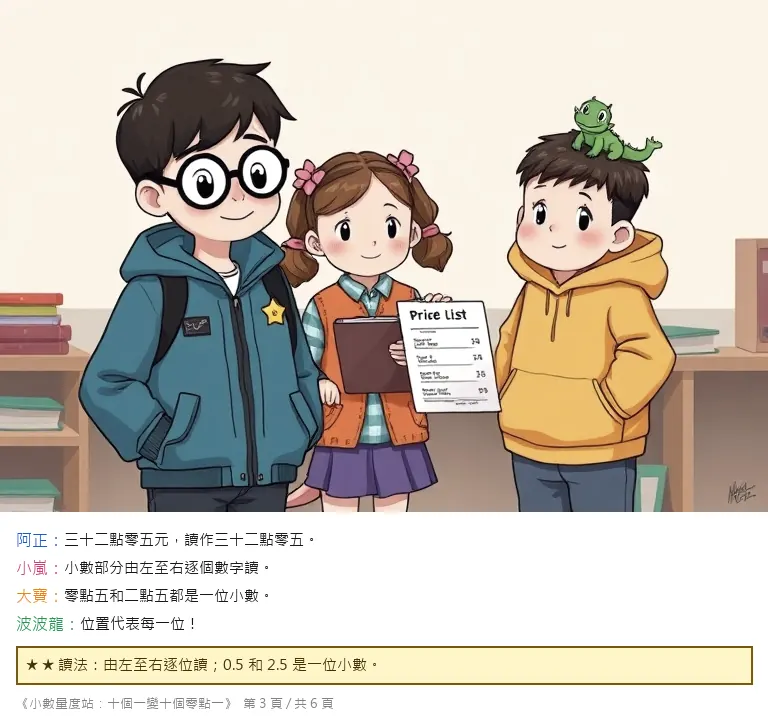 Price List
阿正：三十二點零五元，讀作三十二點零五。
小嵐：小數部分由左至右逐個數字讀。
大寶：零點五和二點五都是一位小數。
波波龍：位置代表每一位！
★★讀法：由左至右逐位讀；0.5 和 2.5 是一位小數。
《小數量度站：十個一變十個零點一》 第 3 頁 / 共 6 頁